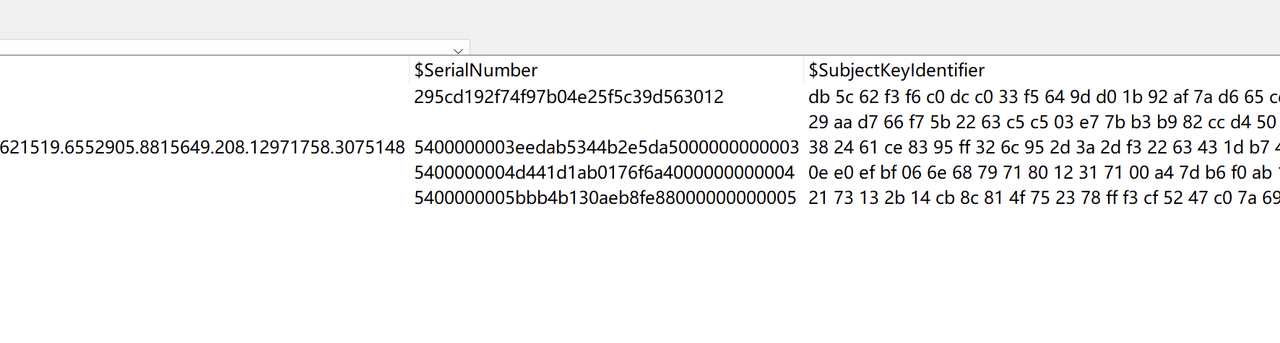 $SerialNumber $SubjectKeyIdentifier
295cd192f74f97b04e25f5c39d563012 db 5c 62 f3 f6 c0 dc c0 33 f5 64 9d d0 1b 92 af 7a d6 65
29 aa d7 66 f7 5b 22 63 c5 c5 03 e7 7b b3 b9 82 cc d4 50
621519.6552905.8815649.208.12971758.3075148 5400000003eedab5344b2e5da5000000000003 38 24 61 ce 83 95 ff 32 6c 95 2d 3a 2d f3 22 63 43 1d b7
5400000004d441d1ab0176f6a4000000000004 0e e0 ef bf 06 6e 68 79 71 80 12 31 71 00 a4 7d b6 f0 ab
5400000005bbb4b130aeb8fe88000000000005 21 73 13 2b 14 cb 8c 81 4f 75 23 78 ff f3 cf 52 47 c0 7a 69